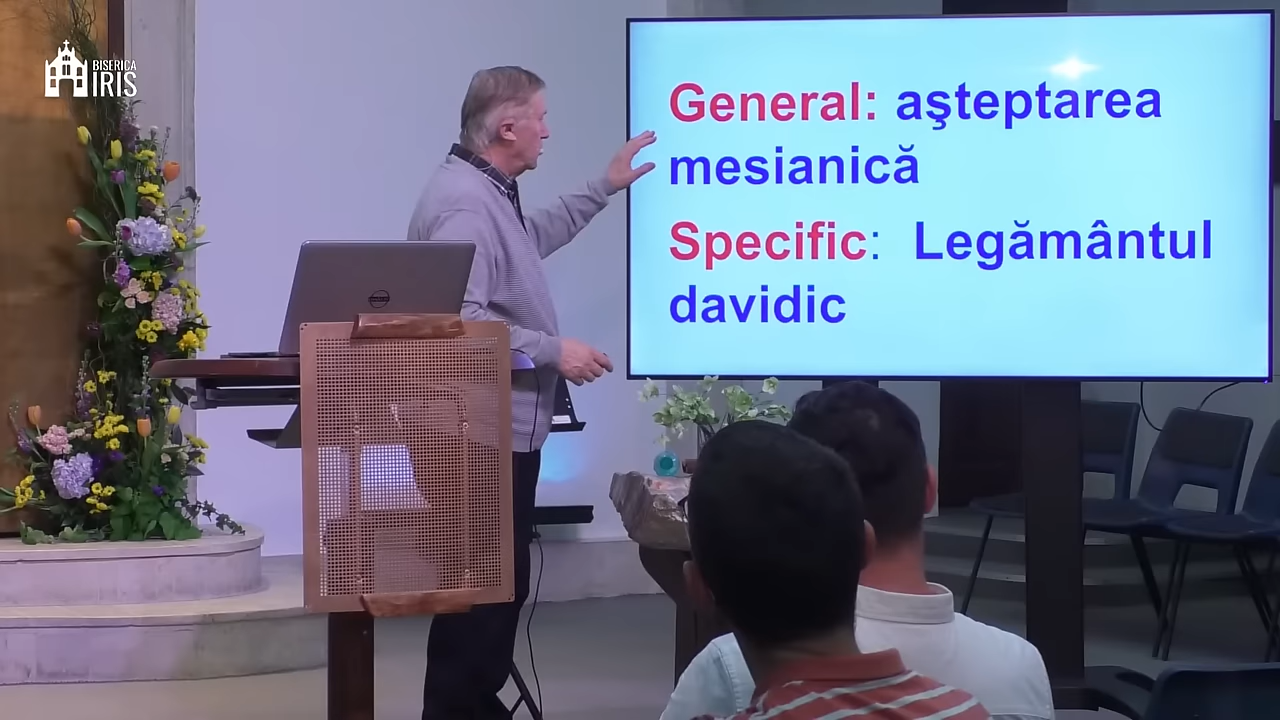 BISERICA
IRIS
General: aşteptarea
mesianică
Specific: Legământul
davidic